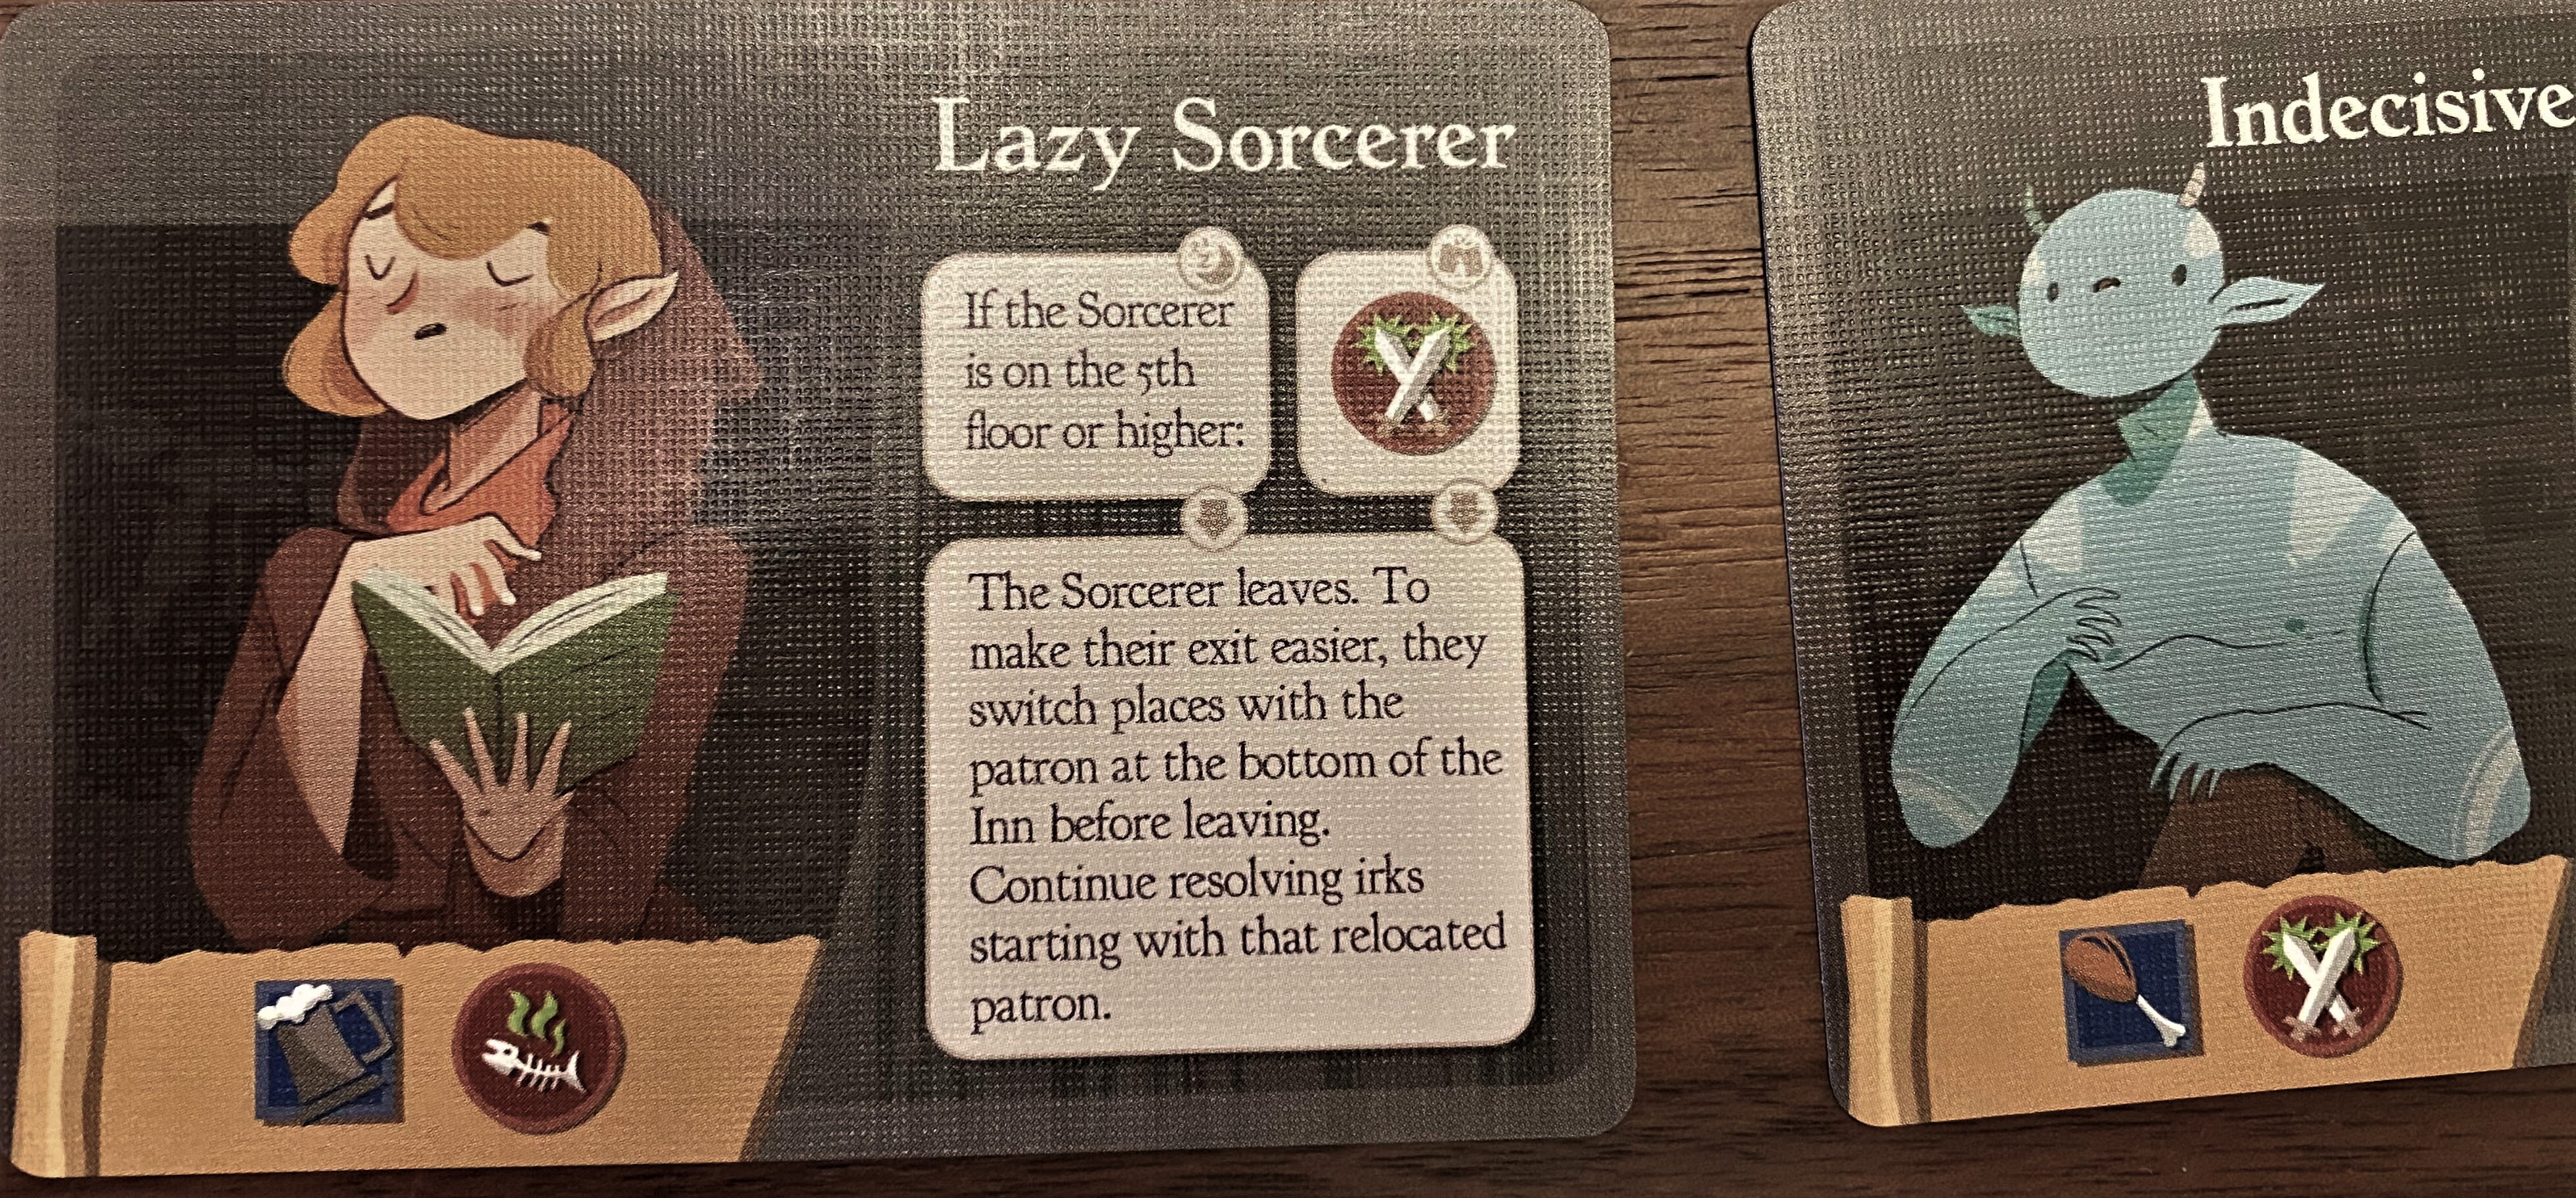 Lazy Sorcerer
If the Sorcerer
is on the 5th
floor or higher:
The Sorcerer leaves. To
make their exit easier, they
switch places with the
patron at the bottom of the
Inn before leaving.
Continue resolving irks
starting with that relocated
patron.
Indecisive